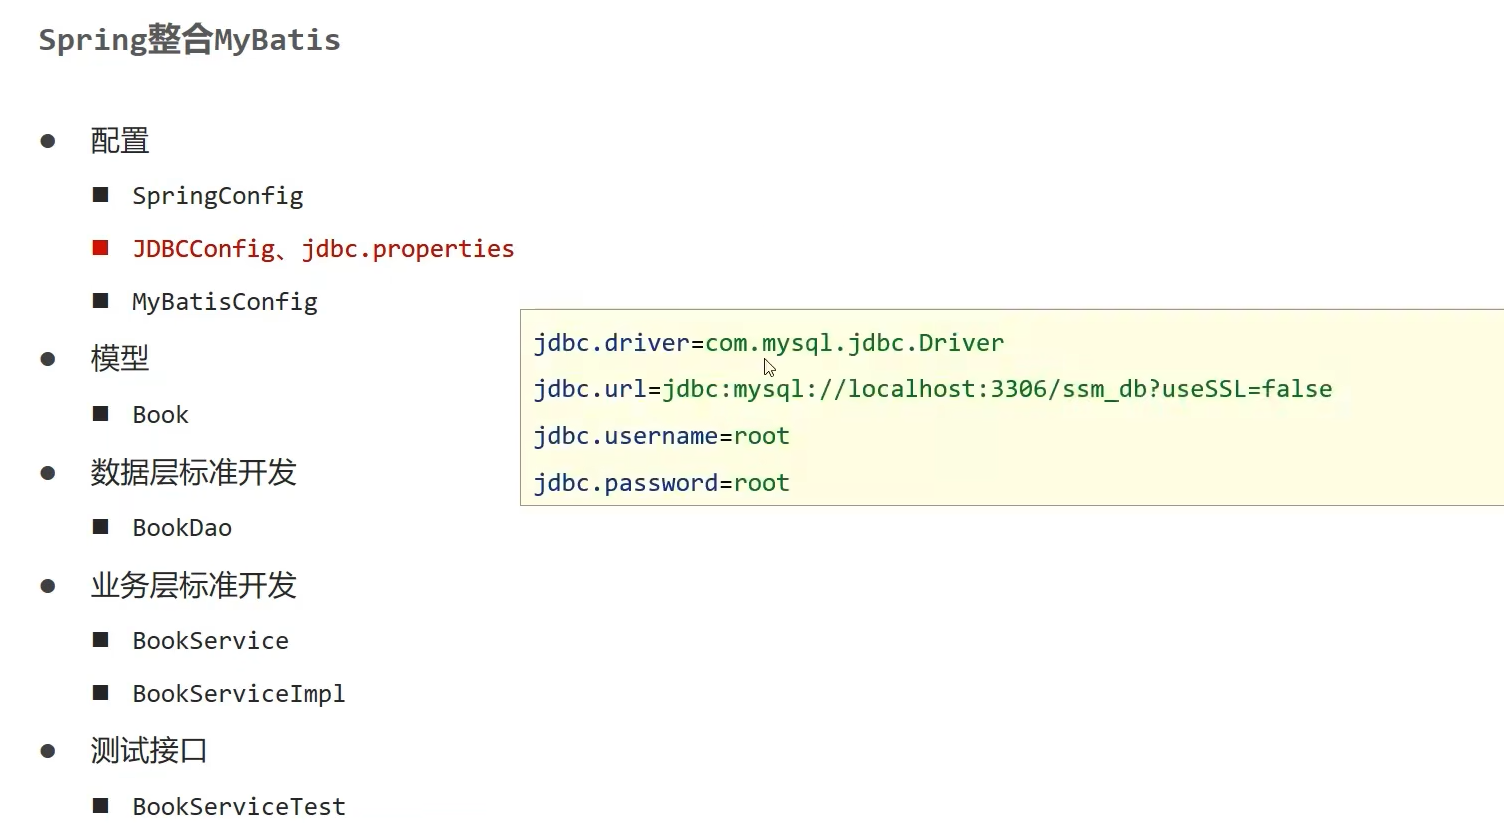 Spring整合MyBatis
配置
SpringConfig
JDBCConfig、jdbc.properties
MyBatisConfig
jdbc.driver=com.mysql.jdbc.Driver
jdbc.url=jdbc:mysql://localhost:3306/ssm_db?useSSL=false
jdbc.username=root
jdbc.password=root
模型
Book
数据层标准开发
BookDao
业务层标准开发
BookService
BookServiceImpl
测试接口
BookServiceTest